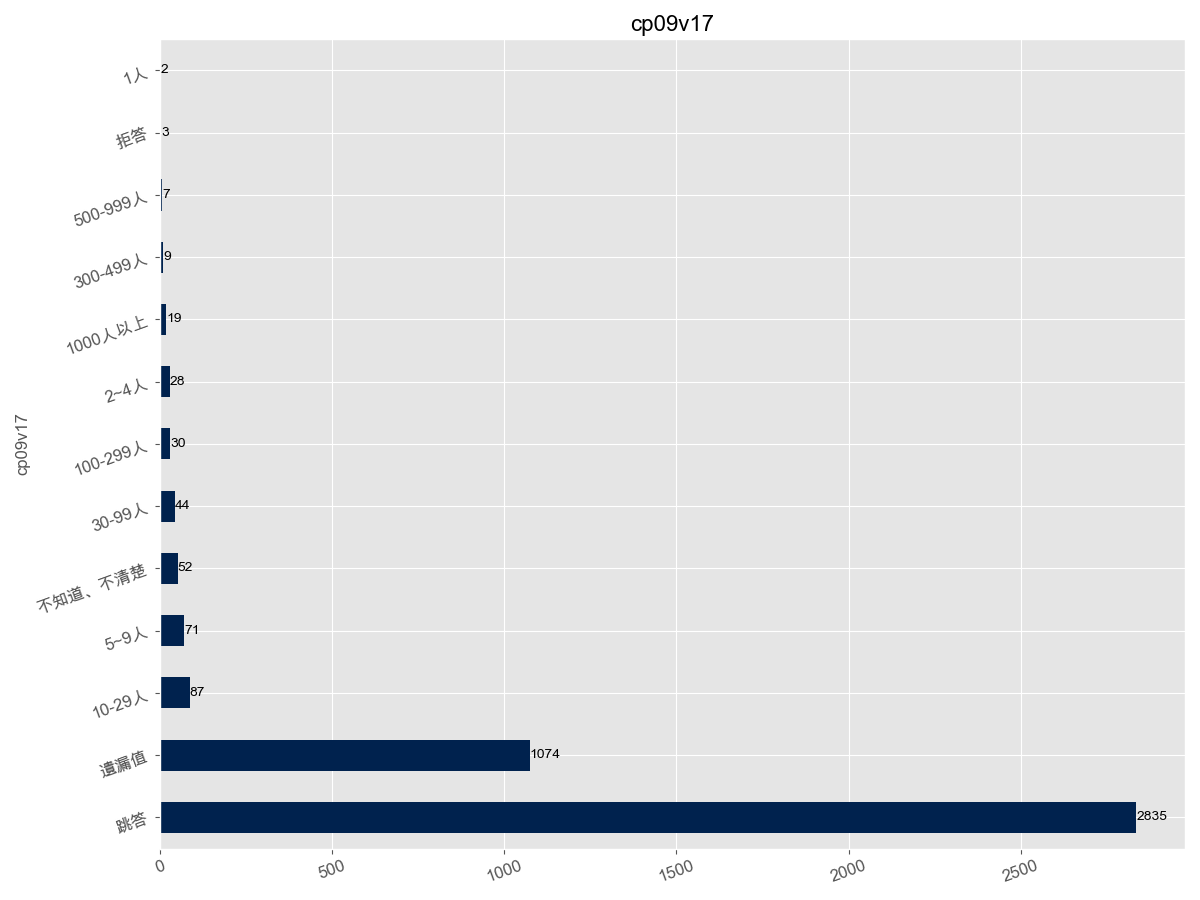 cp09v17
1人 2
拒答 3
500-999人 7
300-499人 9
1000人以上 19
2~4人 28
100-299人 30
30-99人 44
不知道、不清楚 52
5~9人 71
10-29人 87
遺漏值 1074
跳答 2835
cp09v17
0 500 1000 1500 2000 2500